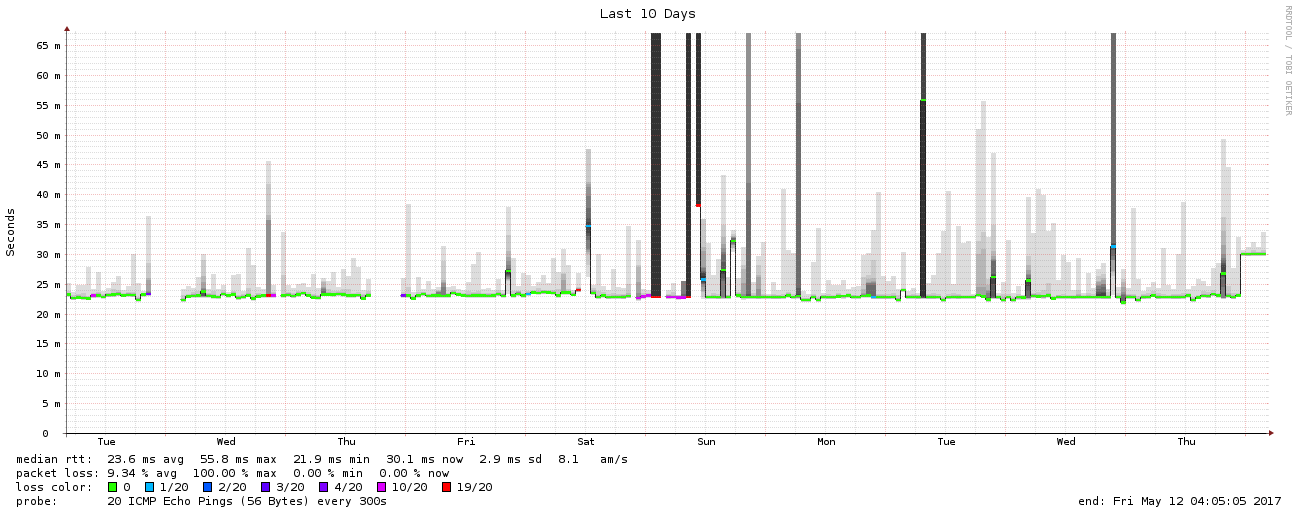 Last 10 Days
RRDTOOL / TOBI OETIKER
Seconds
65 m
60 m
55 m
50 m
45 m
40 m
35 m
30 m
25 m
20 m
15 m
10 m
5 m
0
Tue Wed Thu Fri Sat Sun Mon Tue Wed Thu
median rtt: 23.6 ms avg 55.8 ms max 21.9 ms min 30.1 ms now 2.9 ms sd 8.1 am/s
packet loss: 9.34 % avg 100.00 % max 0.00 % min 0.00 % now
loss color: 0 1/20 2/20 3/20 4/20 10/20 19/20
probe: 20 ICMP Echo Pings (56 Bytes) every 300s end: Fri May 12 04:05:05 2017